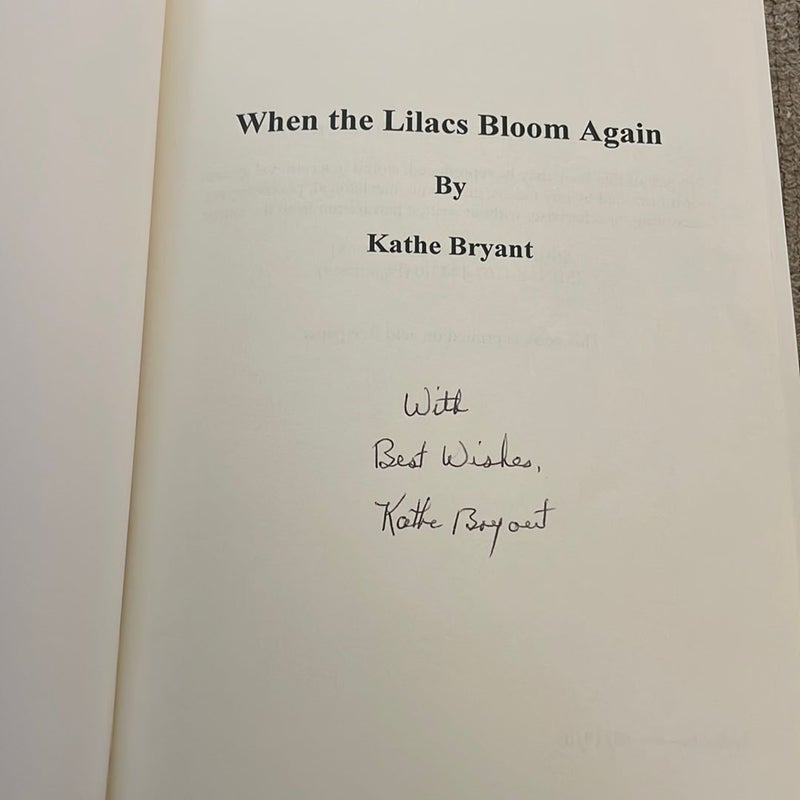 When the Lilacs Bloom Again
By
Kathe Bryant
With
Best Wishes,
Kathe Bryant